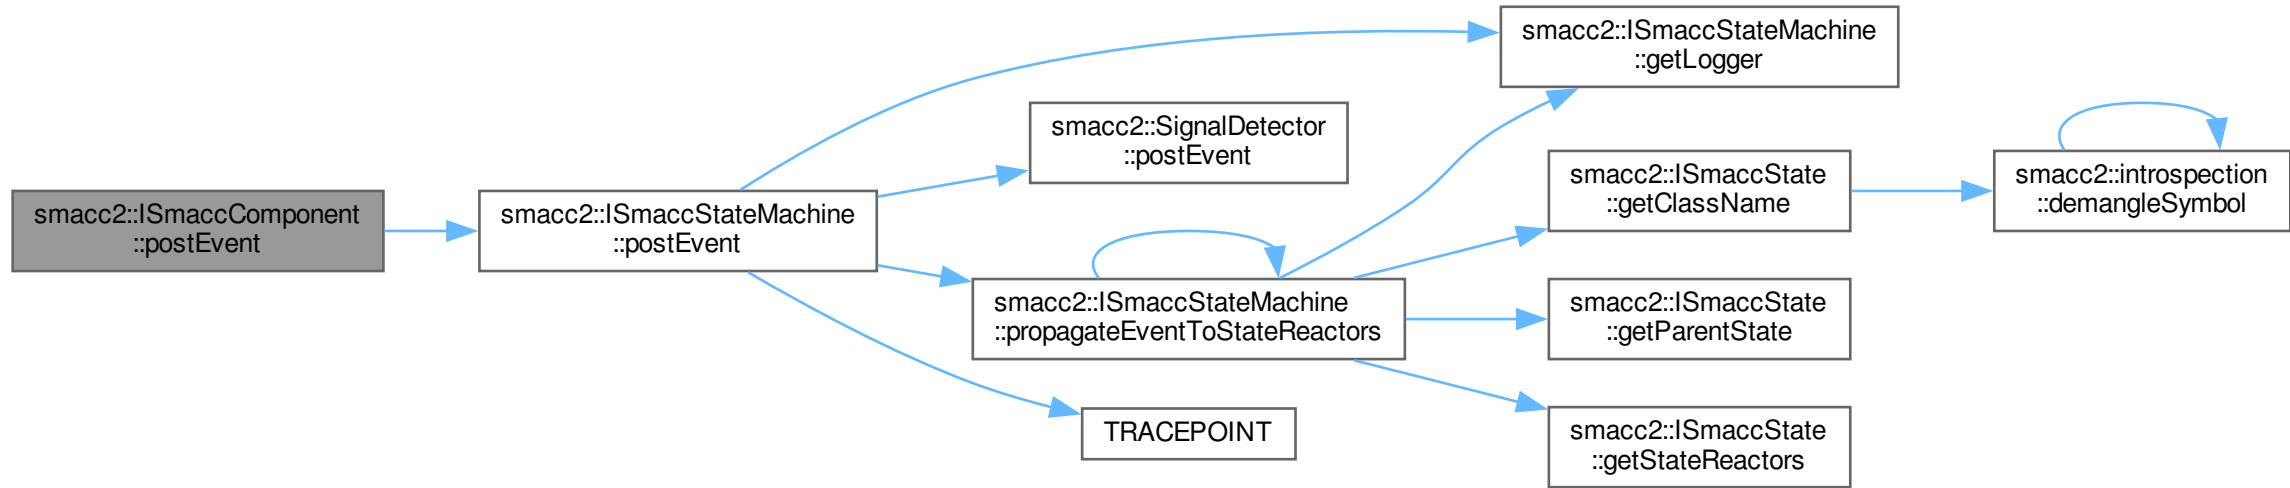 smacc2::ISmaccComponent
::postEvent
smacc2::ISmaccStateMachine
::postEvent
smacc2::ISmaccStateMachine
::getLogger
smacc2::SignalDetector
::postEvent
smacc2::ISmaccStateMachine
::propagateEventToStateReactors
TRACEPOINT
smacc2::ISmaccState
::getClassName
smacc2::introspection
::demangleSymbol
smacc2::ISmaccState
::getParentState
smacc2::ISmaccState
::getStateReactors